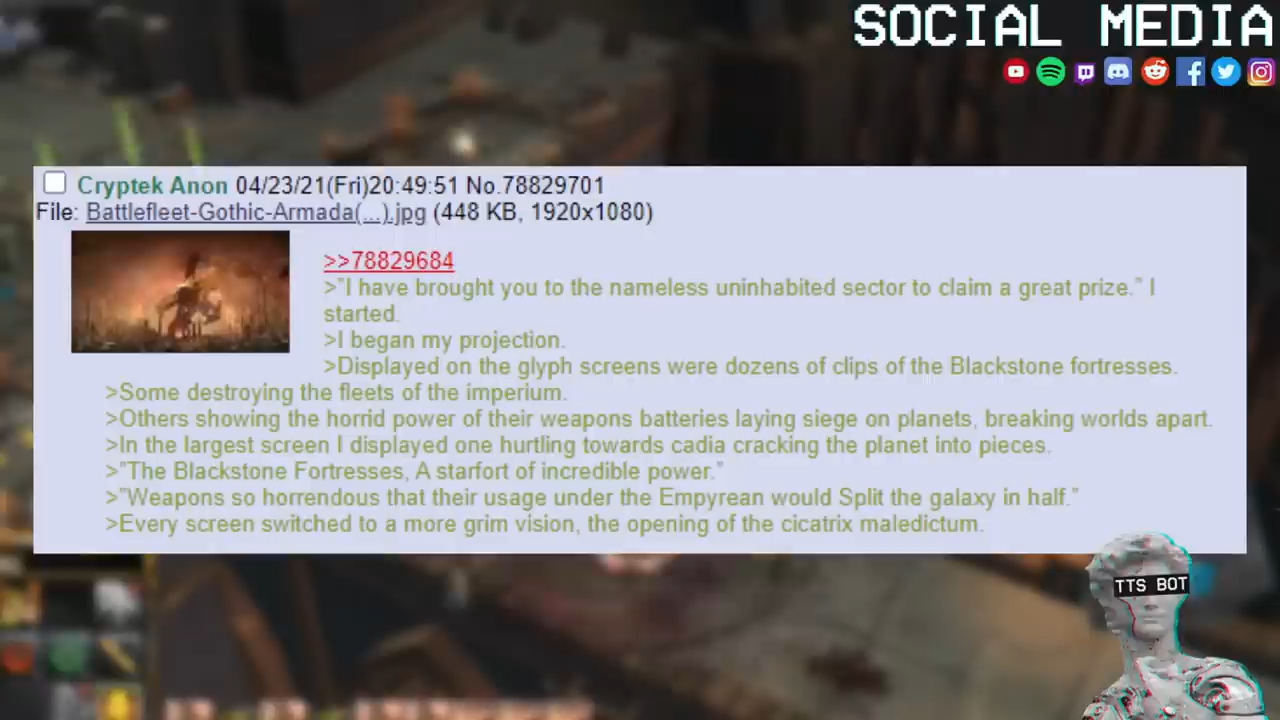 SOCIAL MEDIA
Cryptek Anon 04/23/21(Fri)20:49:51 No.78829701
File: Battlefleet-Gothic-Armada(...).jpg (448 KB, 1920x1080)
>>78829684
>"I have brought you to the nameless uninhabited sector to claim a great prize." I
started.
>I began my projection.
>Displayed on the glyph screens were dozens of clips of the Blackstone fortresses.
>Some destroying the fleets of the imperium.
>Others showing the horrid power of their weapons batteries laying siege on planets, breaking worlds apart.
>In the largest screen I displayed one hurtling towards cadia cracking the planet into pieces.
>"The Blackstone Fortresses, A starfort of incredible power."
>"Weapons so horrendous that their usage under the Empyrean would Split the galaxy in half."
>Every screen switched to a more grim vision, the opening of the cicatrix maledictum.
TTS BOT